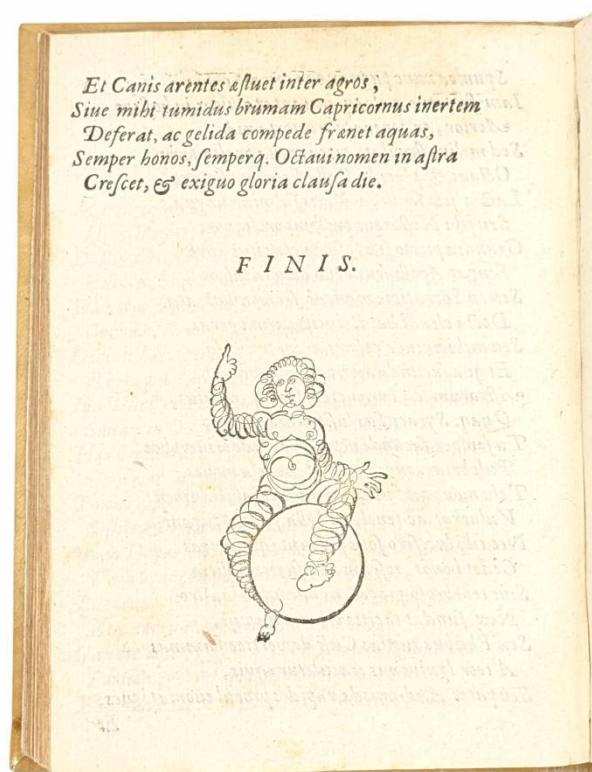 Et Canis arentes æſtuet inter agros,
Siue mihi tumidus brumam Capricornus inertem
Deferat, ac gelida compede frænet aquas,
Semper honos, ſemperq. Octaui nomen in aſtra
Creſcet, & exiguo gloria clauſa die.
FINIS.